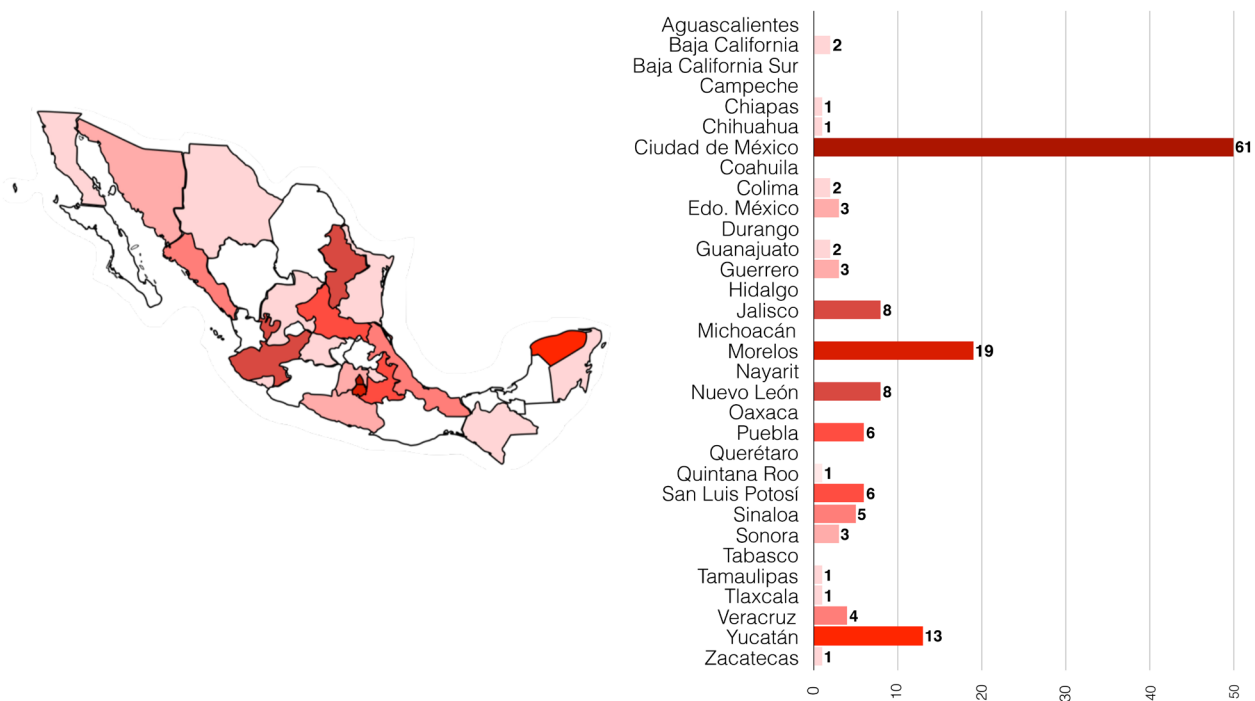 Aguascalientes
Baja California 2
Baja California Sur
Campeche
Chiapas 1
Chihuahua 1
Ciudad de México 61
Coahuila
Colima 2
Edo. México 3
Durango
Guanajuato 2
Guerrero 3
Hidalgo
Jalisco 8
Michoacán
Morelos 19
Nayarit
Nuevo León 8
Oaxaca
Puebla 6
Querétaro
Quintana Roo 1
San Luis Potosí 6
Sinaloa 5
Sonora 3
Tabasco
Tamaulipas 1
Tlaxcala 1
Veracruz 4
Yucatán 13
Zacatecas 1
0 10 20 30 40 50